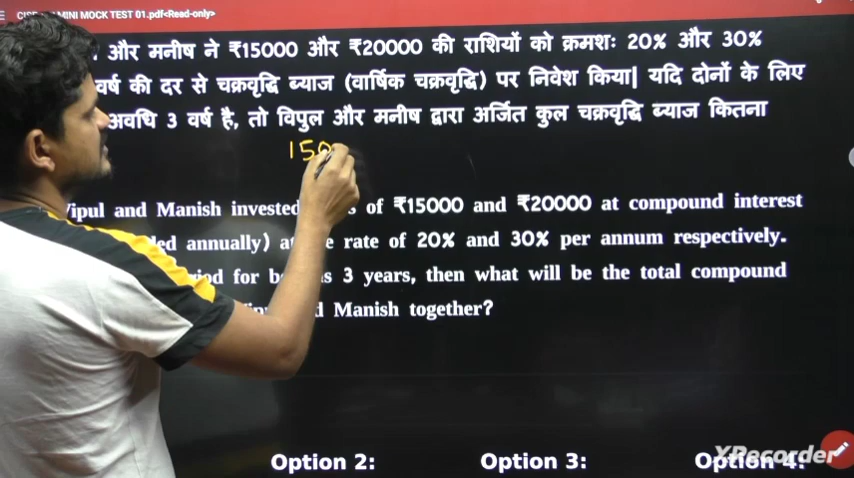 MINI MOCK TEST 01.pdf<Read-only>
और मनीष ने ₹15000 और ₹20000 की राशियों को क्रमशः 20% और 30%
वर्ष की दर से चक्रवृद्धि ब्याज (वार्षिक चक्रवृद्धि) पर निवेश किया| यदि दोनों के लिए
अवधि 3 वर्ष है, तो विपुल और मनीष द्वारा अर्जित कुल चक्रवृद्धि ब्याज कितना
150
Vipul and Manish invested of ₹15000 and ₹20000 at compound interest
annually) rate of 20% and 30% per annum respectively.
for 3 years, then what will be the total compound
Manish together?
Option 2: Option 3: Option 4:
XRecorder